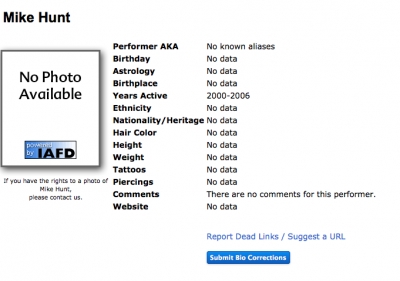 Mike Hunt
No Photo
Available
powered
by IAFD
If you have the rights to a photo of
Mike Hunt,
please contact us.
Performer AKA No known aliases
Birthday No data
Astrology No data
Birthplace No data
Years Active 2000-2006
Ethnicity No data
Nationality/Heritage No data
Hair Color No data
Height No data
Weight No data
Tattoos No data
Piercings No data
Comments There are no comments for this performer.
Website No data
Report Dead Links / Suggest a URL
Submit Bio Corrections